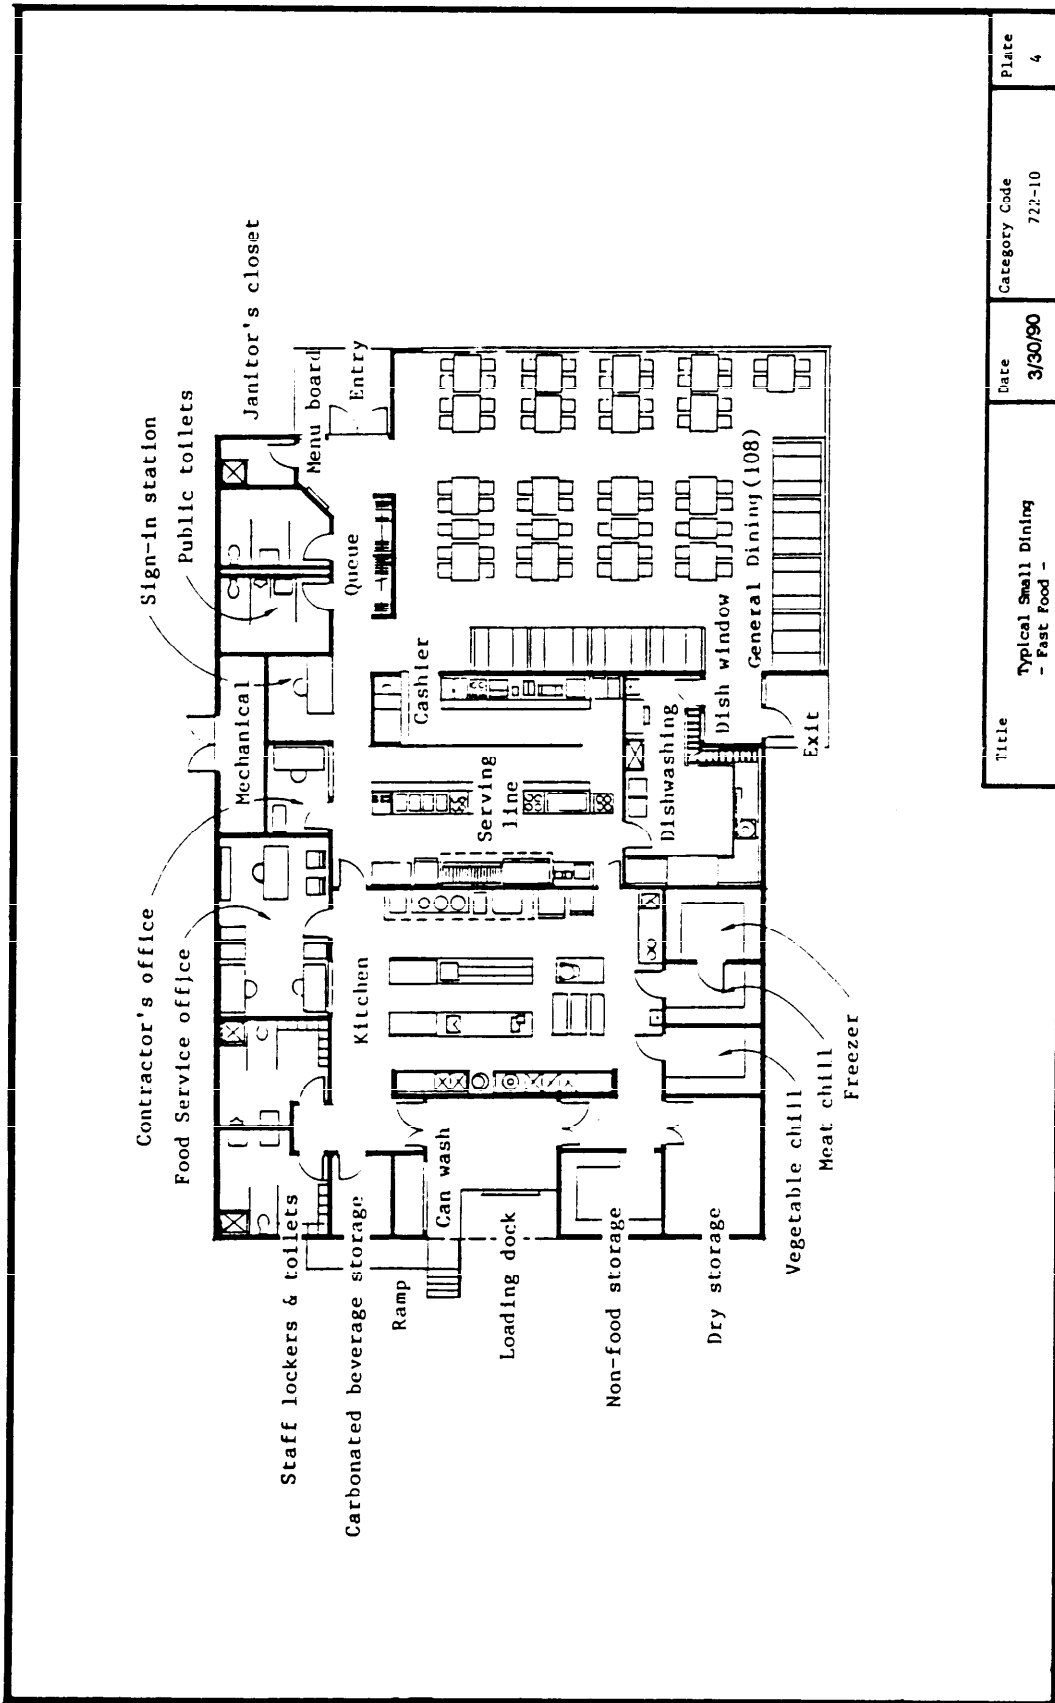 Janitor's closet
Sign-in station
Public toilets
Menu board
Entry
Contractor's office
Food Service office
Mechanical
Queue
Cashier
Serving
line
Kitchen
Dishwashing
Dish window
General Dining (108)
Exit
Staff lockers & toilets
Carbonated beverage storage
Ramp
Can wash
Loading dock
Non-food storage
Dry storage
Vegetable chill
Meat chill
Freezer
Title
Typical Small Dining
- Fast Food -
Date
3/30/90
Category Code
722-10
Plate
4